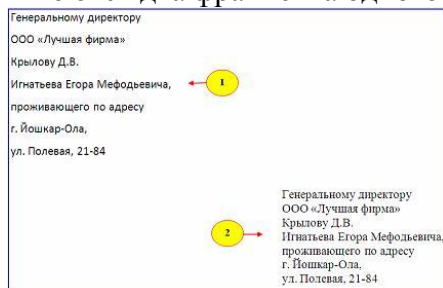 Генеральному директору
ООО «Лучшая фирма»
Крылову Д.В.
Игнатьева Егора Мефодьевича,
проживающего по адресу
г. Йошкар-Ола,
ул. Полевая, 21-84
1
2
Генеральному директору
ООО «Лучшая фирма»
Крылову Д.В.
Игнатьева Егора Мефодьевича,
проживающего по адресу
г. Йошкар-Ола,
ул. Полевая, 21-84